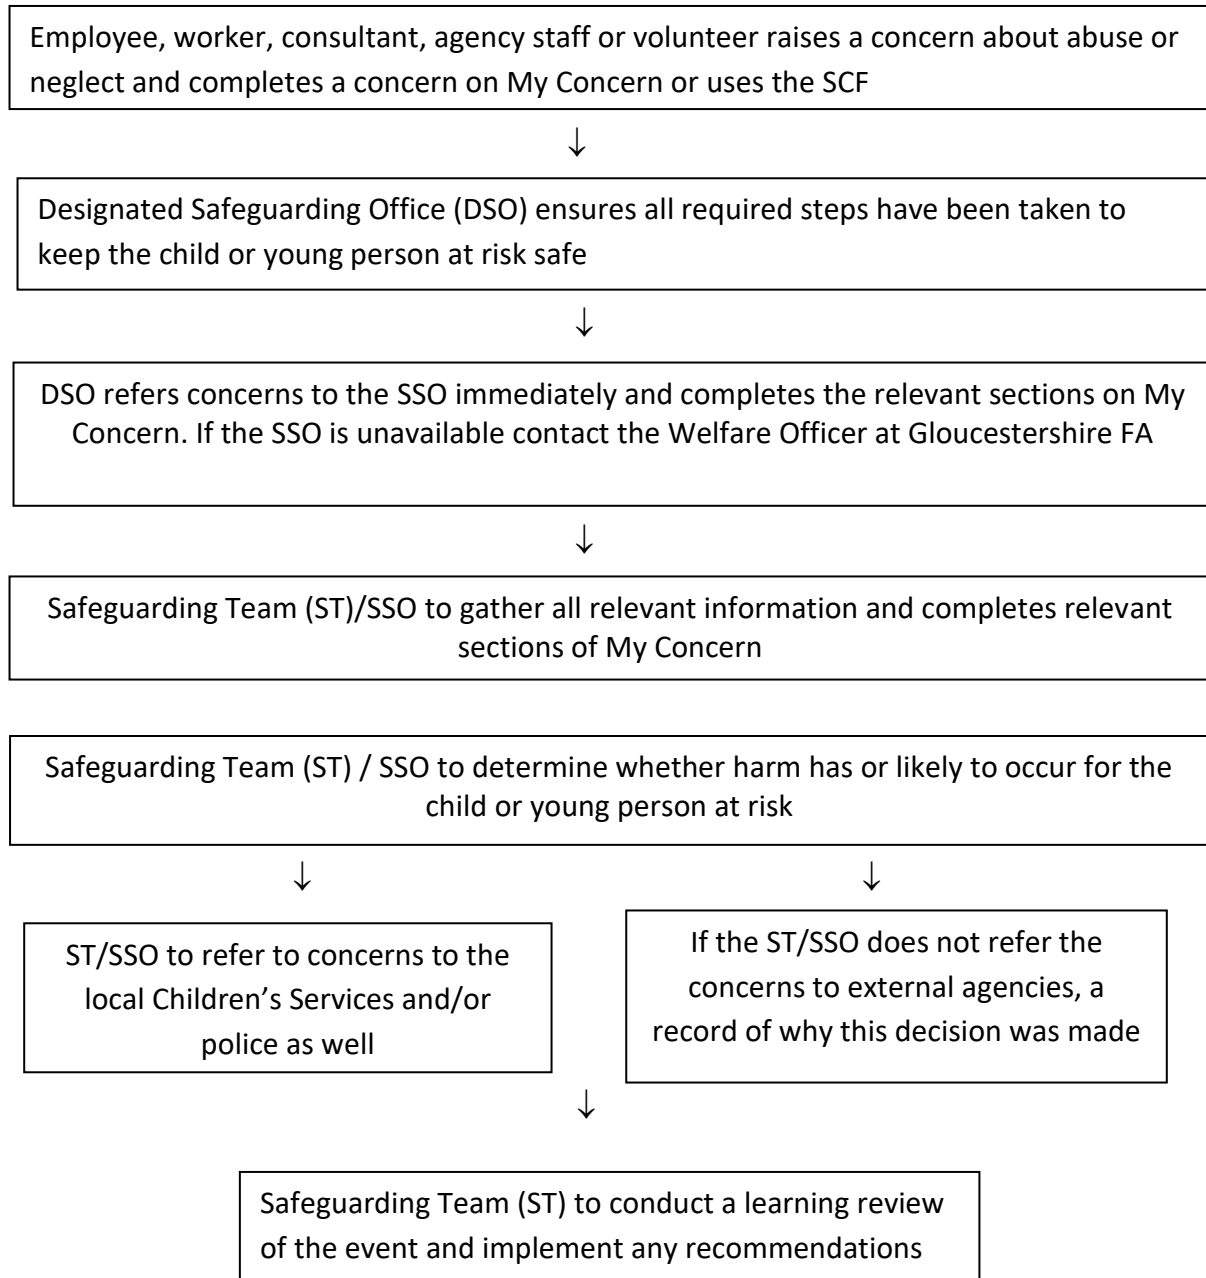 Employee, worker, consultant, agency staff or volunteer raises a concern about abuse or
neglect and completes a concern on My Concern or uses the SCF
↓
Designated Safeguarding Office (DSO) ensures all required steps have been taken to
keep the child or young person at risk safe
↓
DSO refers concerns to the SSO immediately and completes the relevant sections on My
Concern. If the SSO is unavailable contact the Welfare Officer at Gloucestershire FA
↓
Safeguarding Team (ST)/SSO to gather all relevant information and completes relevant
sections of My Concern
Safeguarding Team (ST) / SSO to determine whether harm has or likely to occur for the
child or young person at risk
↓ ↓
ST/SSO to refer to concerns to the
local Children’s Services and/or
police as well
If the ST/SSO does not refer the
concerns to external agencies, a
record of why this decision was made
↓
Safeguarding Team (ST) to conduct a learning review
of the event and implement any recommendations